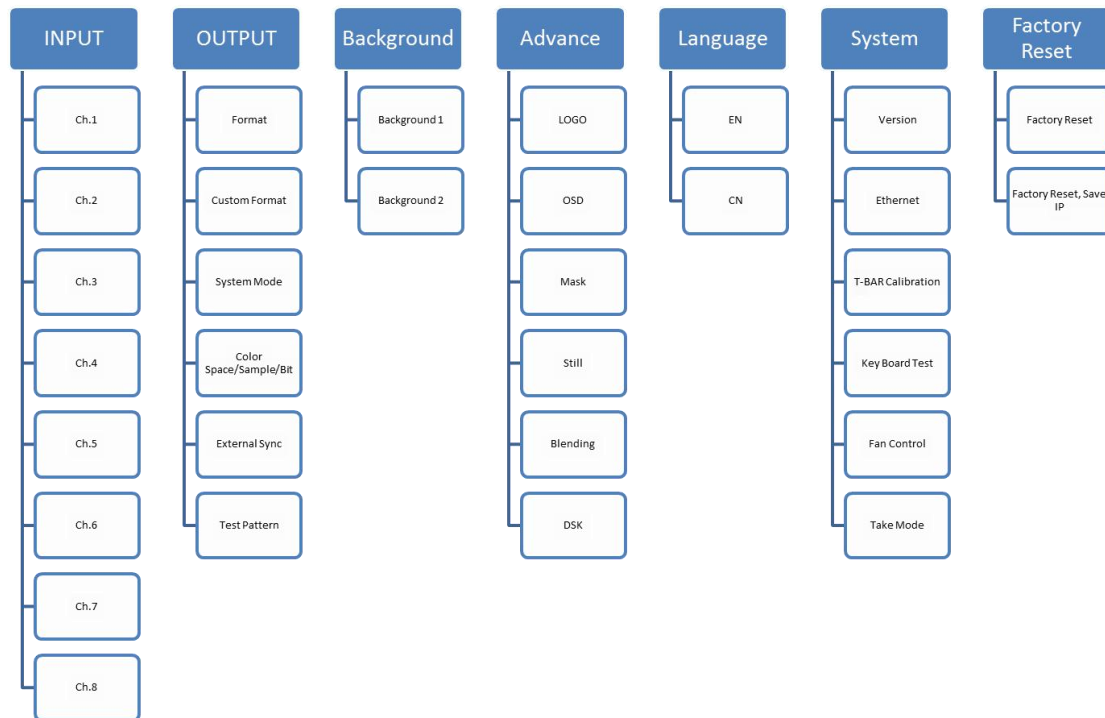 INPUT
Ch.1
Ch.2
Ch.3
Ch.4
Ch.5
Ch.6
Ch.7
Ch.8
OUTPUT
Format
Custom Format
System Mode
Color
Space/Sample/Bit
External Sync
Test Pattern
Background
Background 1
Background 2
Advance
LOGO
OSD
Mask
Still
Blending
DSK
Language
EN
CN
System
Version
Ethernet
T-BAR Calibration
Key Board Test
Fan Control
Take Mode
Factory
Reset
Factory Reset
Factory Reset, Save
IP